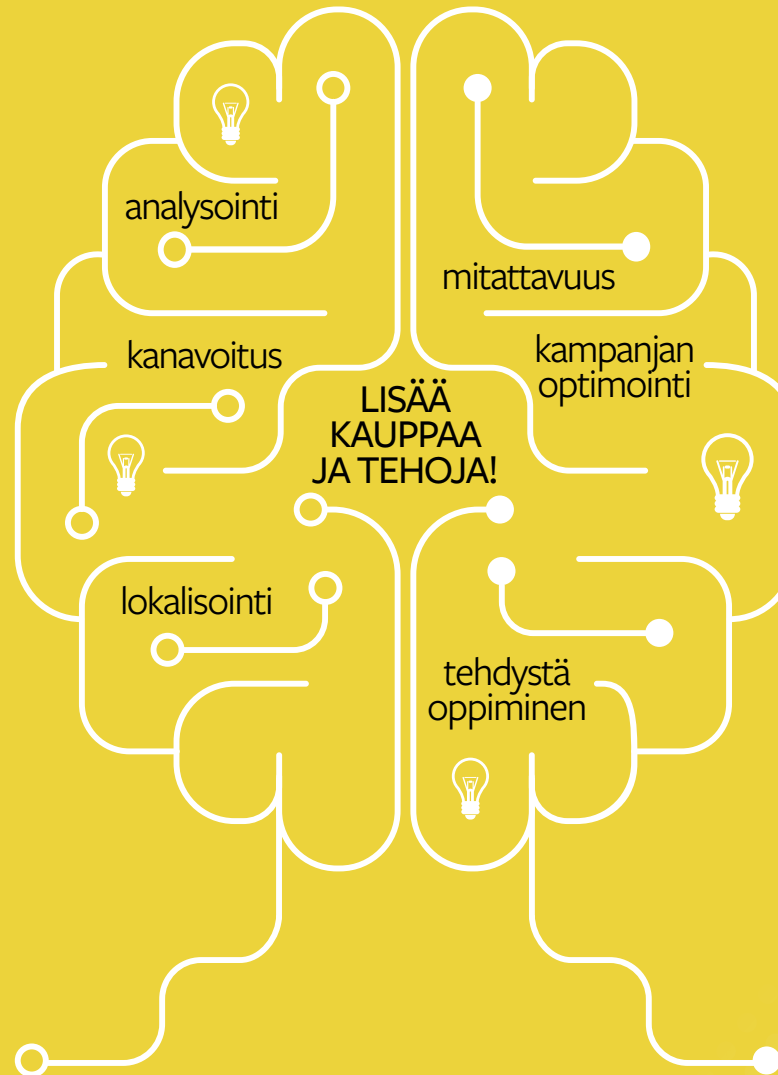 analysointi
mitattavuus
kanavoitus
kampanjan
optimointi
LISÄÄ
KAUPPAA
JA TEHOJA!
lokalisointi
tehdystä
oppiminen